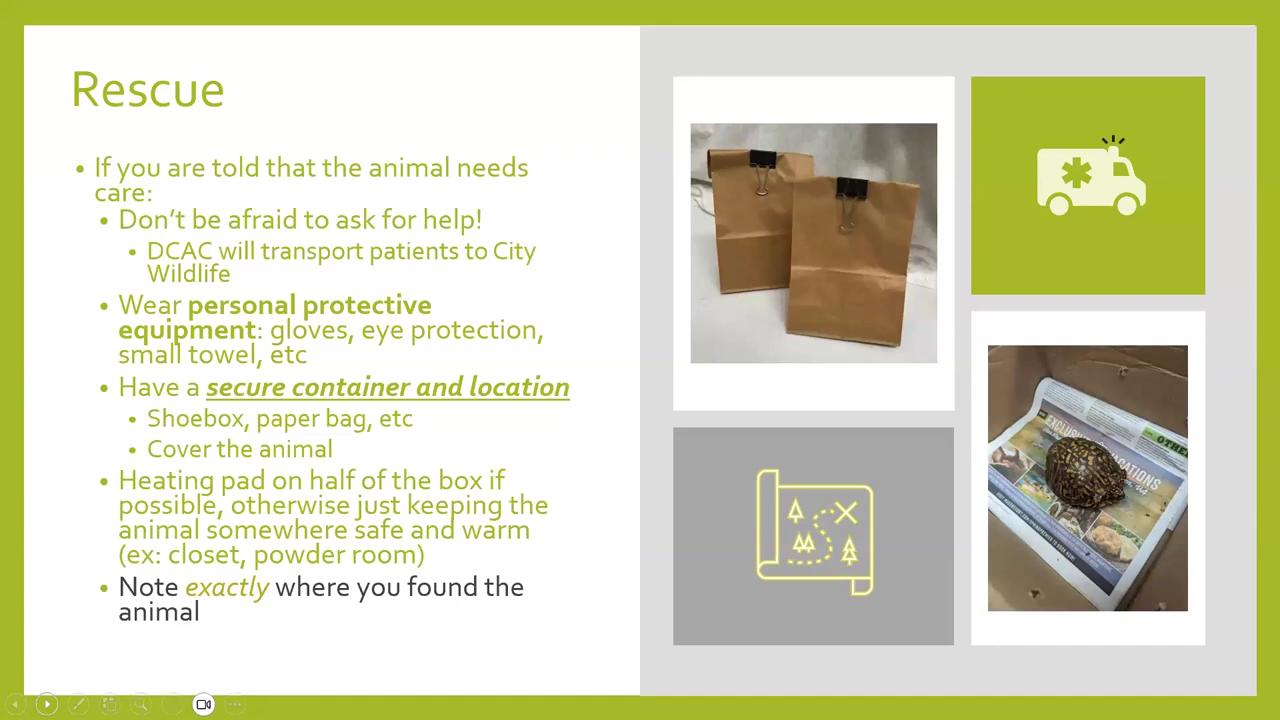 Rescue
• If you are told that the animal needs
care:
• Don't be afraid to ask for help!
• DCAC will transport patients to City
Wildlife
• Wear personal protective
equipment: gloves, eye protection,
small towel, etc
• Have a secure container and location
• Shoebox, paper bag, etc
• Cover the animal
• Heating pad on half of the box if
possible, otherwise just keeping the
animal somewhere safe and warm
(ex: closet, powder room)
• Note exactly where you found the
animal